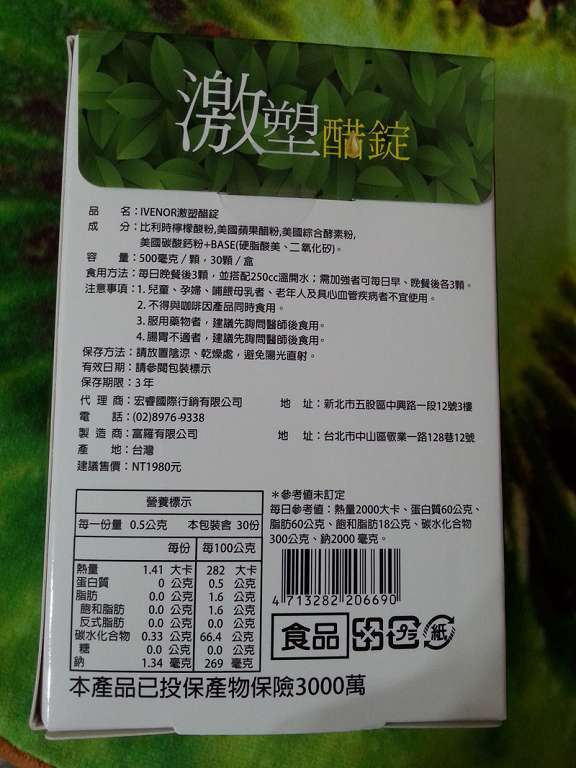 激塑醋錠
品 名：IVENOR激塑醋錠
成 分：比利時檸檬酸粉,美國蘋果醋粉,美國綜合酵素粉,
美國碳酸鈣粉+BASE(硬脂酸美、二氧化矽)。
容 量：500毫克/顆，30顆/盒
食用方法：每日晚餐後3顆，並搭配250cc溫開水；需加強者可每日早、晚餐後各3顆。
注意事項：1. 兒童、孕婦、哺餵母乳者、老年人及具心血管疾病者不宜使用。
2. 不得與咖啡因產品同時食用。
3. 服用藥物者，建議先詢問醫師後食用。
4. 腸胃不適者，建議先詢問醫師後食用。
保存方法：請放置陰涼、乾燥處，避免陽光直射。
有效日期：請參閱包裝標示
保存期限：3 年
代 理 商：宏睿國際行銷有限公司 地 址：新北市五股區中興路一段12號3樓
電 話：(02)8976-9338
製 造 商：富羅有限公司 地 址：台北市中山區敬業一路128巷12號
產 地：台灣
建議售價：NT1980元
營養標示
每一份量 0.5公克 本包裝含 30份
每份 每100公克
熱量 1.41 大卡 282 大卡
蛋白質 0 公克 0.5 公克
脂肪 0.0 公克 1.6 公克
飽和脂肪 0.0 公克 1.6 公克
反式脂肪 0.0 公克 0.0 公克
碳水化合物 0.33 公克 66.4 公克
糖 0.0 公克 0.0 公克
鈉 1.34 毫克 269 毫克
＊參考值未訂定
每日參考值：熱量2000大卡、蛋白質60公克、
脂肪60公克、飽和脂肪18公克、碳水化合物
300公克、鈉2000 毫克。
4 713282 206690
食品 プラ 紙
本產品已投保產物保險3000萬